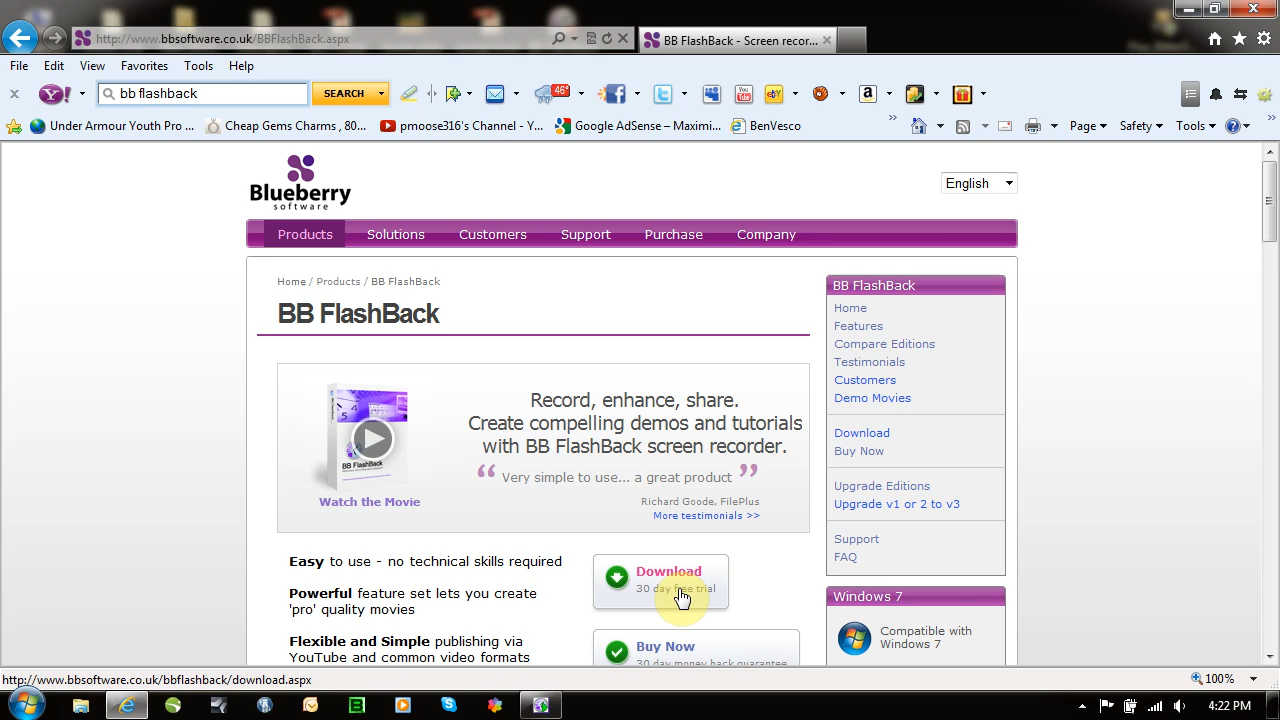 http://www.bbsoftware.co.uk/BBFlashBack.aspx
BB FlashBack - Screen recor...
File Edit View Favorites Tools Help
Y! bb flashback SEARCH 46° a
Under Armour Youth Pro ... Cheap Gems Charms , 80... pmoose316's Channel - Y... Google AdSense – Maximi... BenVesco Page Safety Tools
Blueberry
software
English
Products Solutions Customers Support Purchase Company
Home / Products / BB FlashBack
BB FlashBack
Record, enhance, share.
Create compelling demos and tutorials
with BB FlashBack screen recorder.
“ Very simple to use... a great product ”
Richard Goode, FilePlus
More testimonials >>
BB FlashBack
Watch the Movie
Easy to use - no technical skills required
Powerful feature set lets you create
'pro' quality movies
Flexible and Simple publishing via
YouTube and common video formats
Download
30 day free trial
Buy Now
30 day money back guarantee
BB FlashBack
Home
Features
Compare Editions
Testimonials
Customers
Demo Movies
Download
Buy Now
Upgrade Editions
Upgrade v1 or 2 to v3
Support
FAQ
Windows 7
Compatible with
Windows 7
http://www.bbsoftware.co.uk/bbflashback/download.aspx
100%
4:22 PM